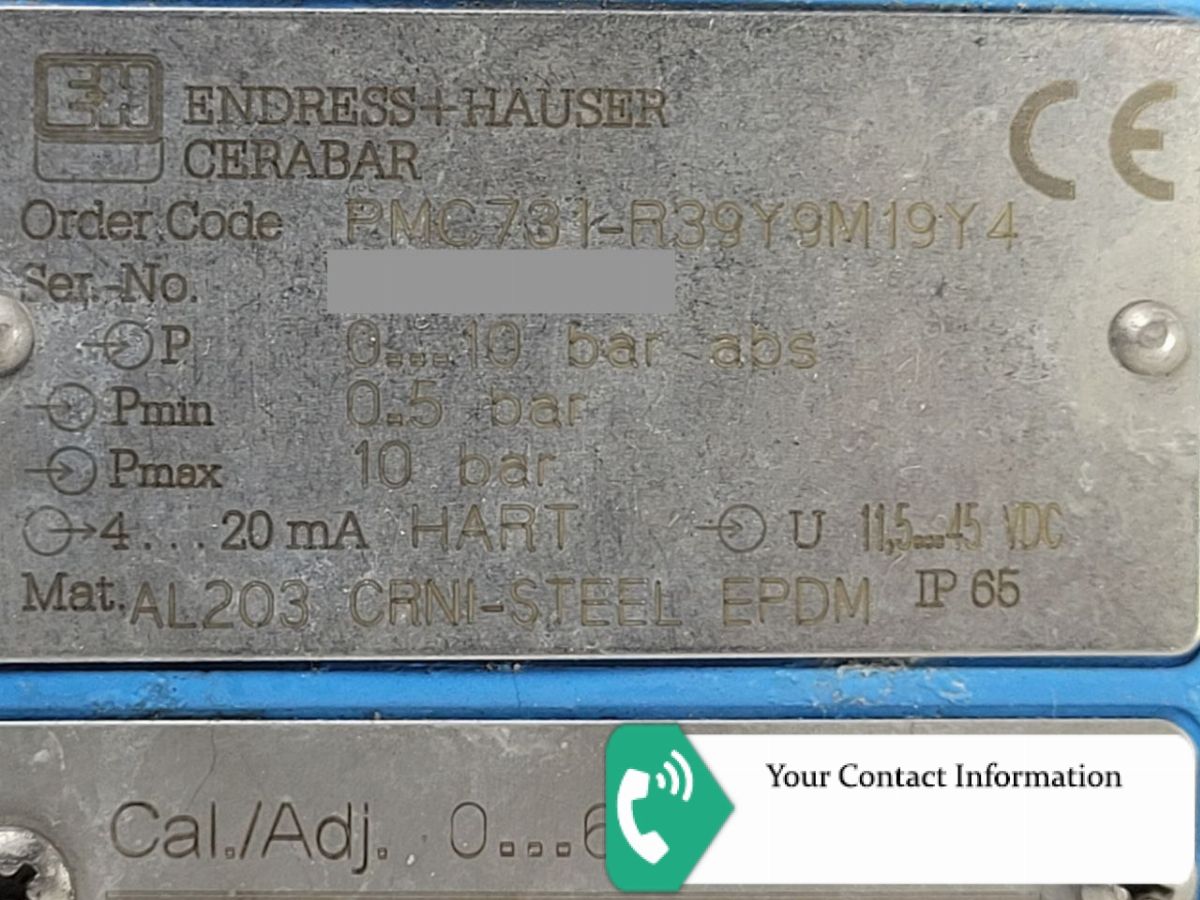 EH ENDRESS+HAUSER
CERABAR
CE
Order Code PMC731-R39Y9M19Y4
Ser.-No.
P 0...10 bar abs
Pmin 0.5 bar
Pmax 10 bar
4...20 mA HART U 11,5...45 VDC
Mat. AL203 CRNI-STEEL EPDM IP 65
Cal./Adj. 0...6
Your Contact Information